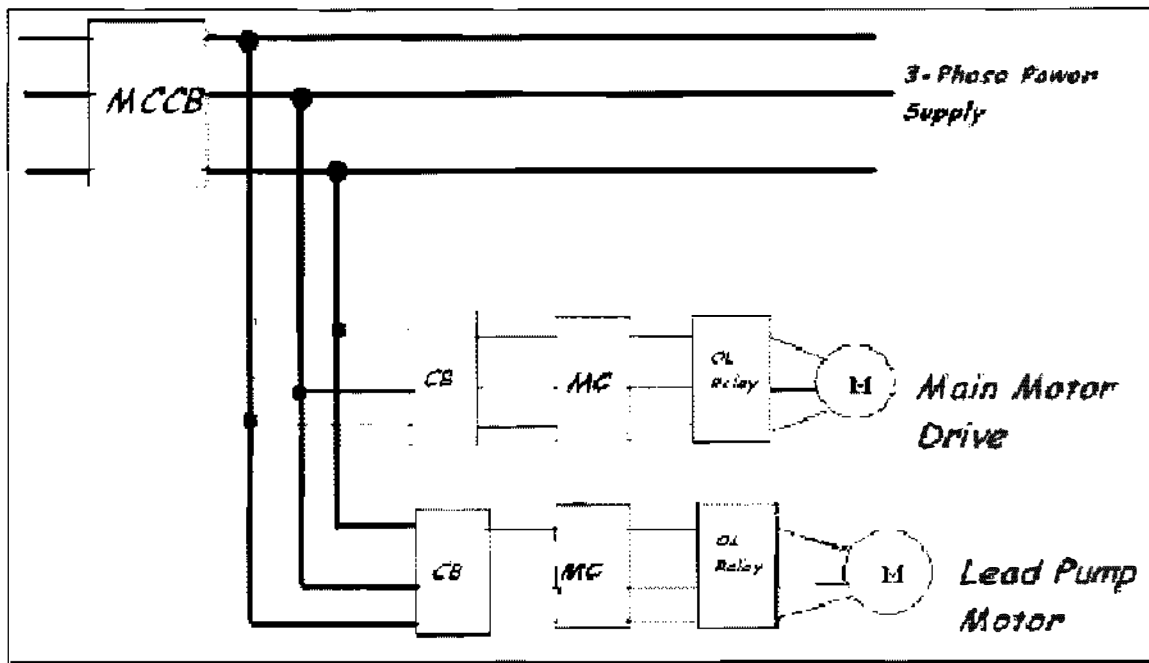 MCCB
3-Phase Power
Supply
CB
MC
OL
Relay
M
Main Motor
Drive
CB
MC
OL
Relay
M
Lead Pump
Motor